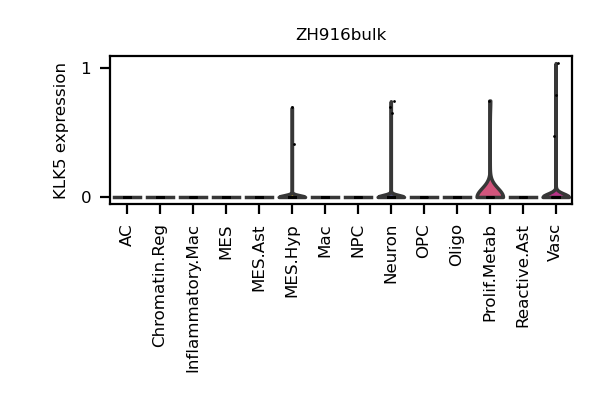 ZH916bulk
KLK5 expression
1
0
AC
Chromatin.Reg
Inflammatory.Mac
MES
MES.Ast
MES.Hyp
Mac
NPC
Neuron
OPC
Oligo
Prolif.Metab
Reactive.Ast
Vasc